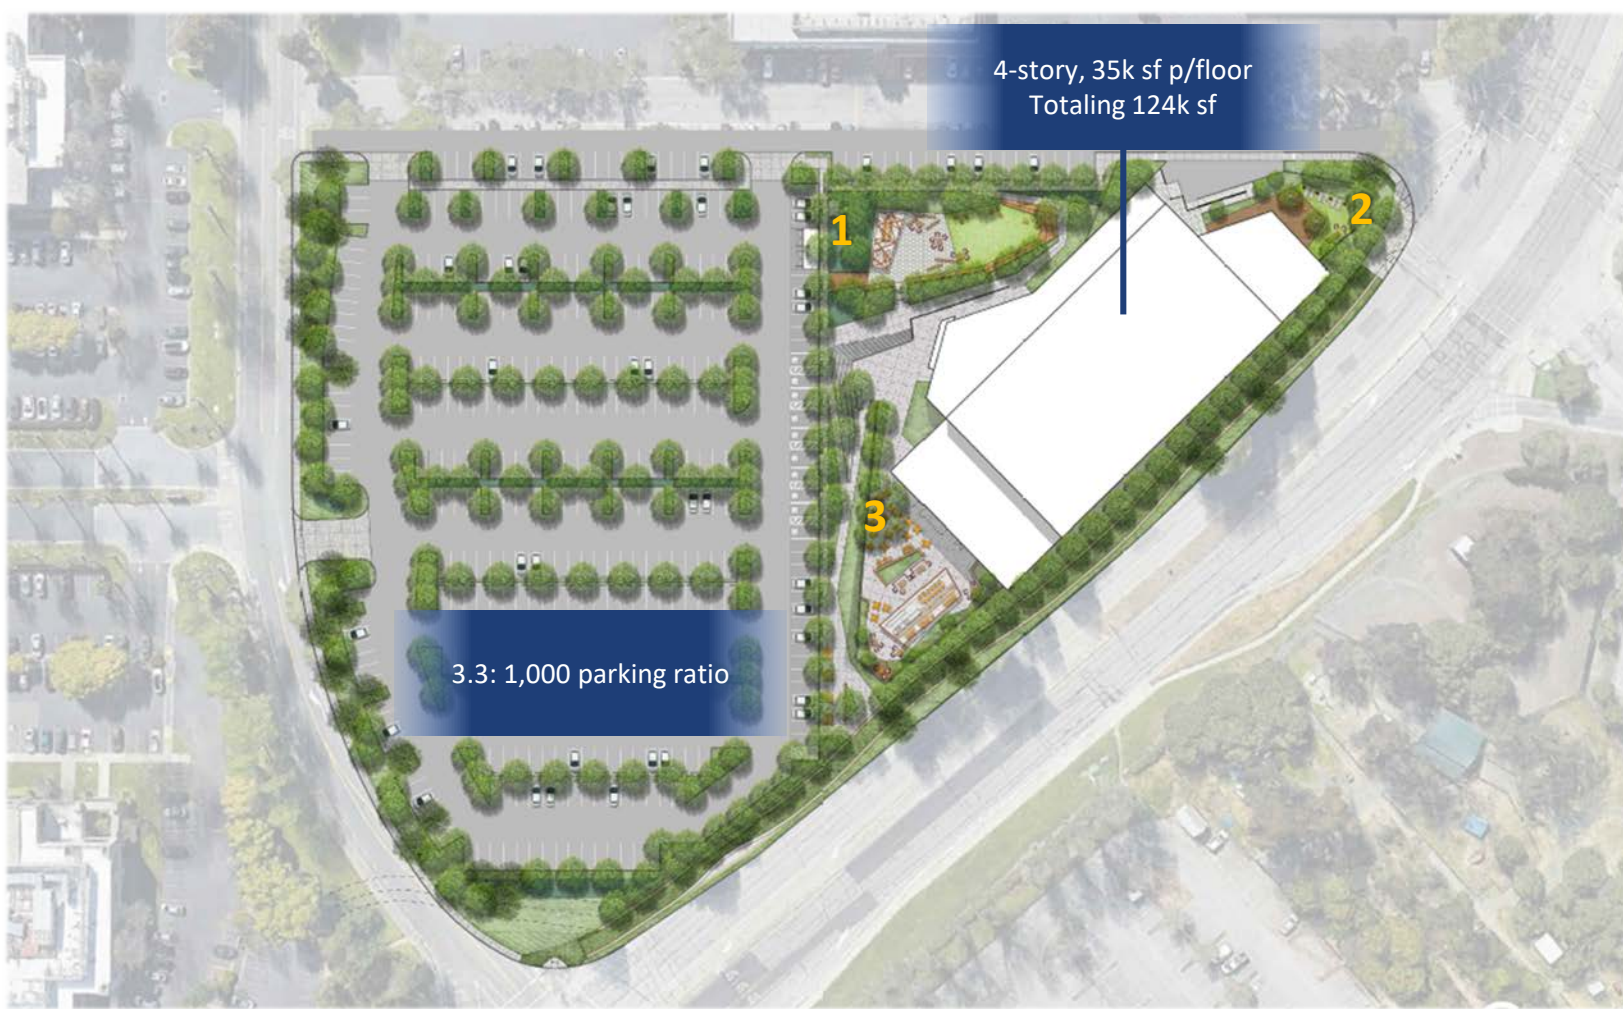 4-story, 35k sf p/floor
Totaling 124k sf
1
2
3
3.3: 1,000 parking ratio